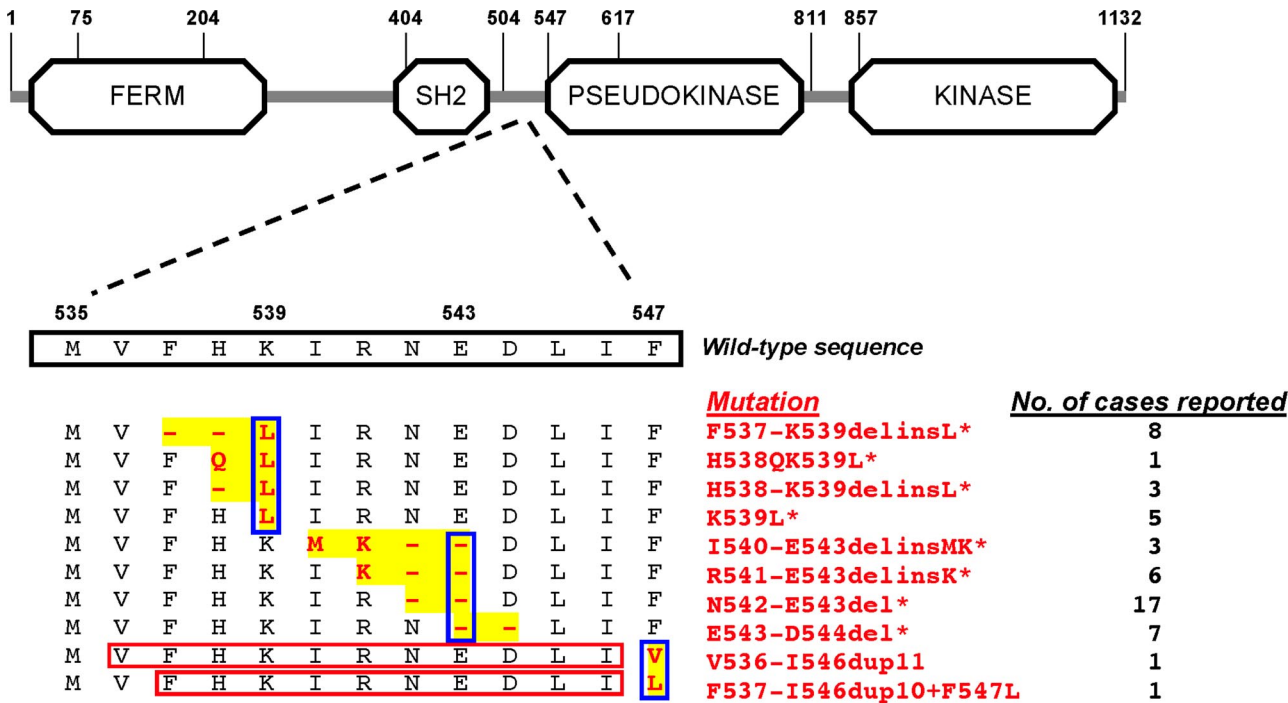 1 75 204 404 504 547 617 811 857 1132
FERM SH2 PSEUDOKINASE KINASE
535 539 543 547
M V F H K I R N E D L I F Wild-type sequence
Mutation No. of cases reported
M V - - L I R N E D L I F F537-K539delinsL* 8
M V F Q L I R N E D L I F H538QK539L* 1
M V F - L I R N E D L I F H538-K539delinsL* 3
M V F H L I R N E D L I F K539L* 5
M V F H K M K - - D L I F I540-E543delinsMK* 3
M V F H K I K - - D L I F R541-E543delinsK* 6
M V F H K I R - - D L I F N542-E543del* 17
M V F H K I R N - - L I F E543-D544del* 7
M V F H K I R N E D L I V V536-I546dup11 1
M V F H K I R N E D L I L F537-I546dup10+F547L 1